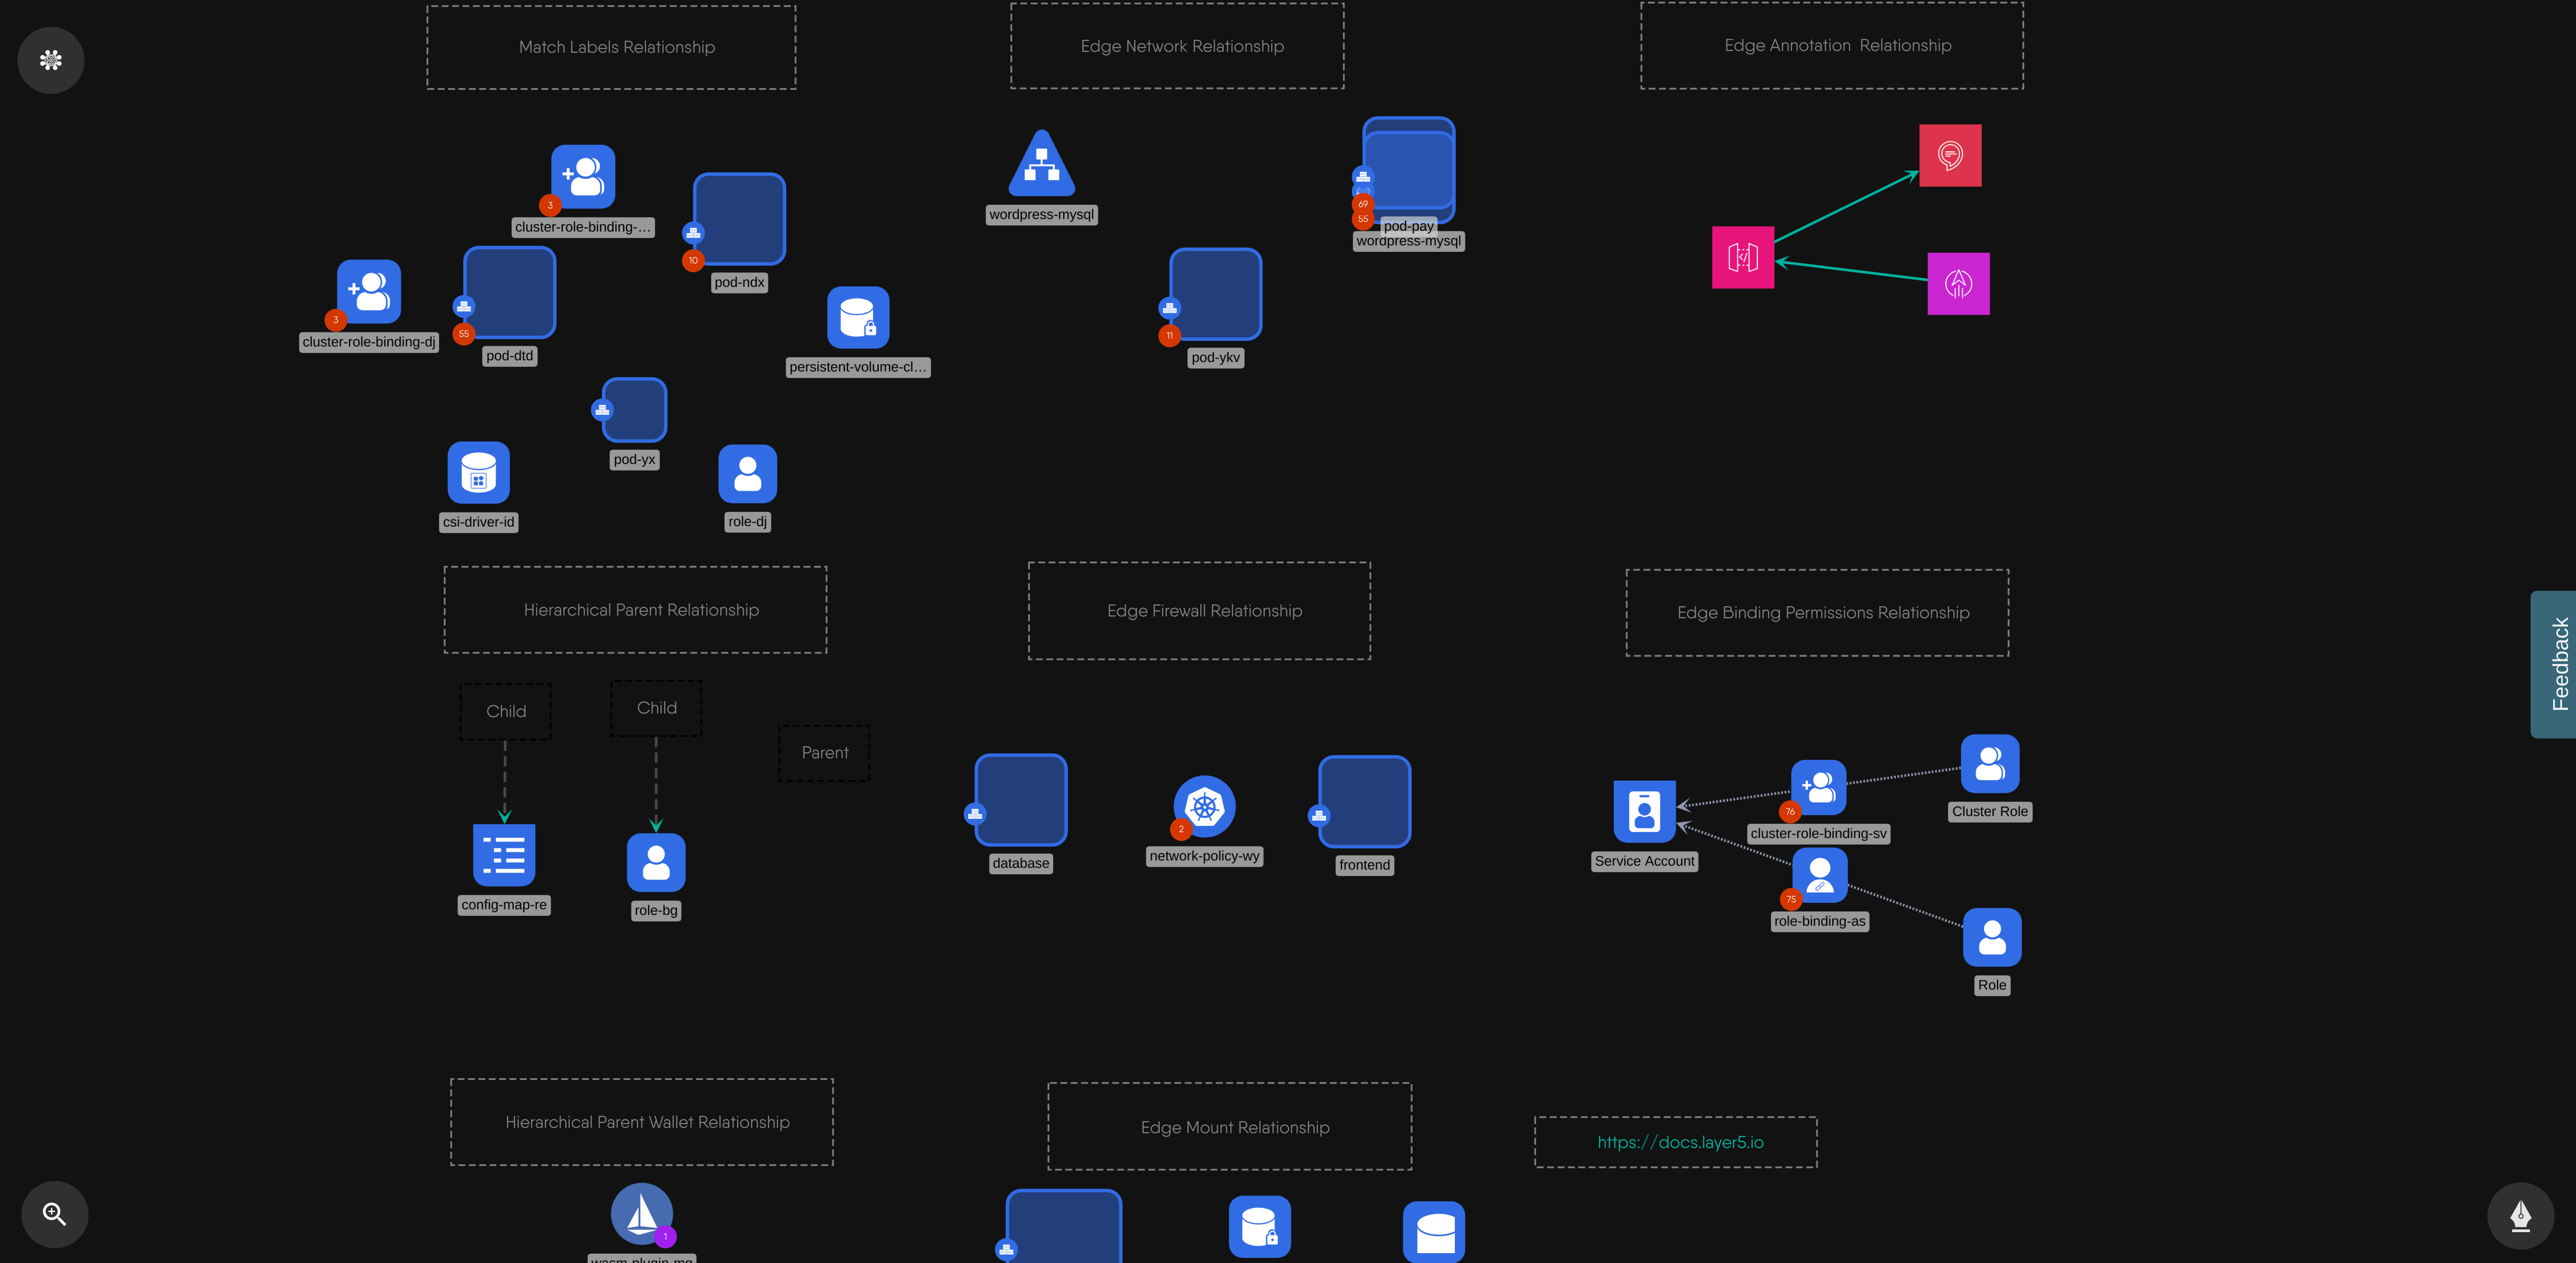 Match Labels Relationship
Edge Network Relationship
Edge Annotation  Relationship
3
cluster-role-binding-…
10
pod-ndx
3
cluster-role-binding-dj
55
pod-dtd
persistent-volume-cl…
pod-yx
csi-driver-id
role-dj
wordpress-mysql
69
55
pod-pay
wordpress-mysql
11
pod-ykv
Hierarchical Parent Relationship
Edge Firewall Relationship
Edge Binding Permissions Relationship
Child
Child
Parent
config-map-re
role-bg
database
2
network-policy-wy
frontend
Service Account
76
cluster-role-binding-sv
Cluster Role
75
role-binding-as
Role
Feedback
Hierarchical Parent Wallet Relationship
Edge Mount Relationship
https://docs.layer5.io
1
wasm-plugin-mg